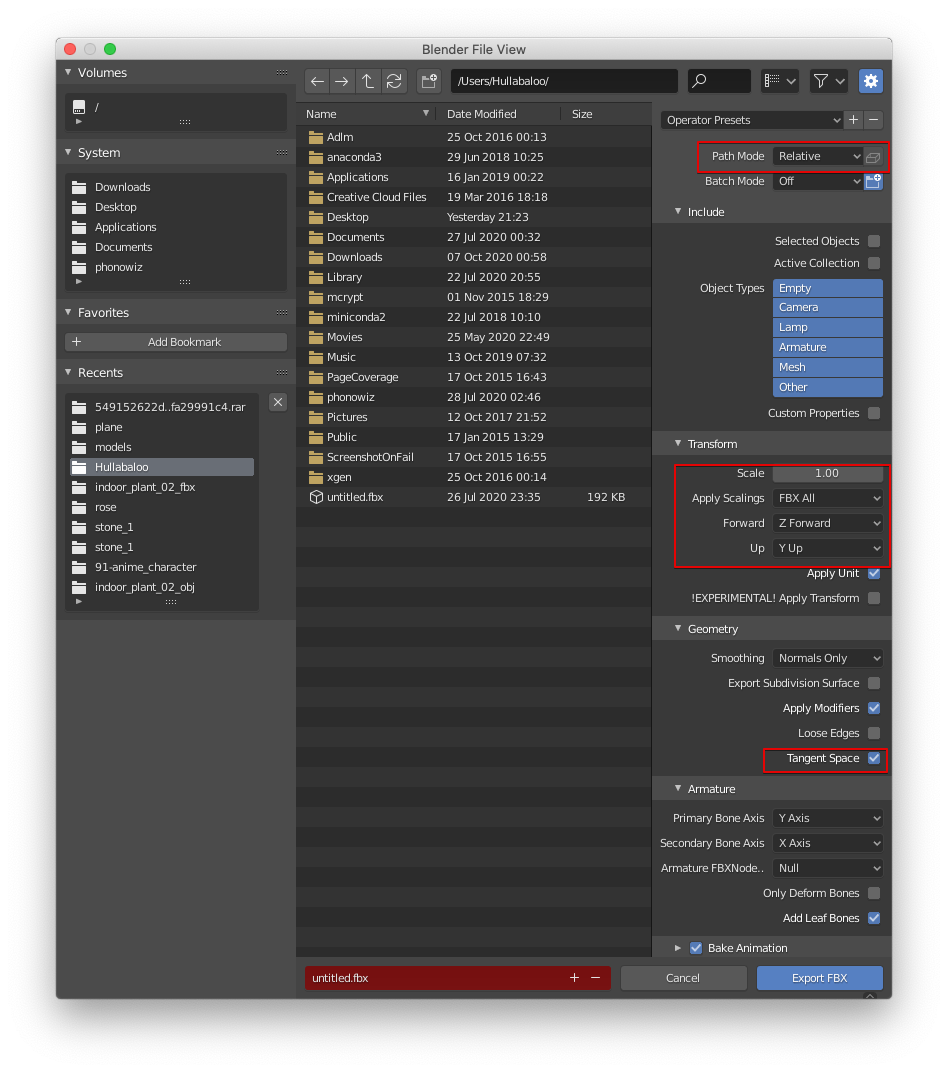 Blender File View
Volumes
/
System
Downloads
Desktop
Applications
Documents
phonowiz
Favorites
+ Add Bookmark
Recents
549152622d..fa29991c4.rar
plane
models
Hullabaloo
indoor_plant_02_fbx
rose
stone_1
stone_1
91-anime_character
indoor_plant_02_obj
/Users/Hullabaloo/
Name Date Modified Size
Adlm 25 Oct 2016 00:13
anaconda3 29 Jun 2018 10:25
Applications 16 Jan 2019 00:22
Creative Cloud Files 19 Mar 2016 18:18
Desktop Yesterday 21:23
Documents 27 Jul 2020 00:32
Downloads 07 Oct 2020 00:58
Library 22 Jul 2020 20:55
mcrypt 01 Nov 2015 18:29
miniconda2 22 Jul 2018 10:10
Movies 25 May 2020 22:49
Music 13 Oct 2019 07:32
PageCoverage 17 Oct 2015 16:43
phonowiz 28 Jul 2020 02:46
Pictures 12 Oct 2017 21:52
Public 17 Jan 2015 13:29
ScreenshotOnFail 17 Oct 2015 16:55
xgen 25 Oct 2016 00:14
untitled.fbx 26 Jul 2020 23:35 192 KB
Operator Presets + −
Path Mode Relative
Batch Mode Off
Include
Selected Objects
Active Collection
Object Types Empty
Camera
Lamp
Armature
Mesh
Other
Custom Properties
Transform
Scale 1.00
Apply Scalings FBX All
Forward Z Forward
Up Y Up
Apply Unit
!EXPERIMENTAL! Apply Transform
Geometry
Smoothing Normals Only
Export Subdivision Surface
Apply Modifiers
Loose Edges
Tangent Space
Armature
Primary Bone Axis Y Axis
Secondary Bone Axis X Axis
Armature FBXNode.. Null
Only Deform Bones
Add Leaf Bones
Bake Animation
untitled.fbx + − Cancel Export FBX